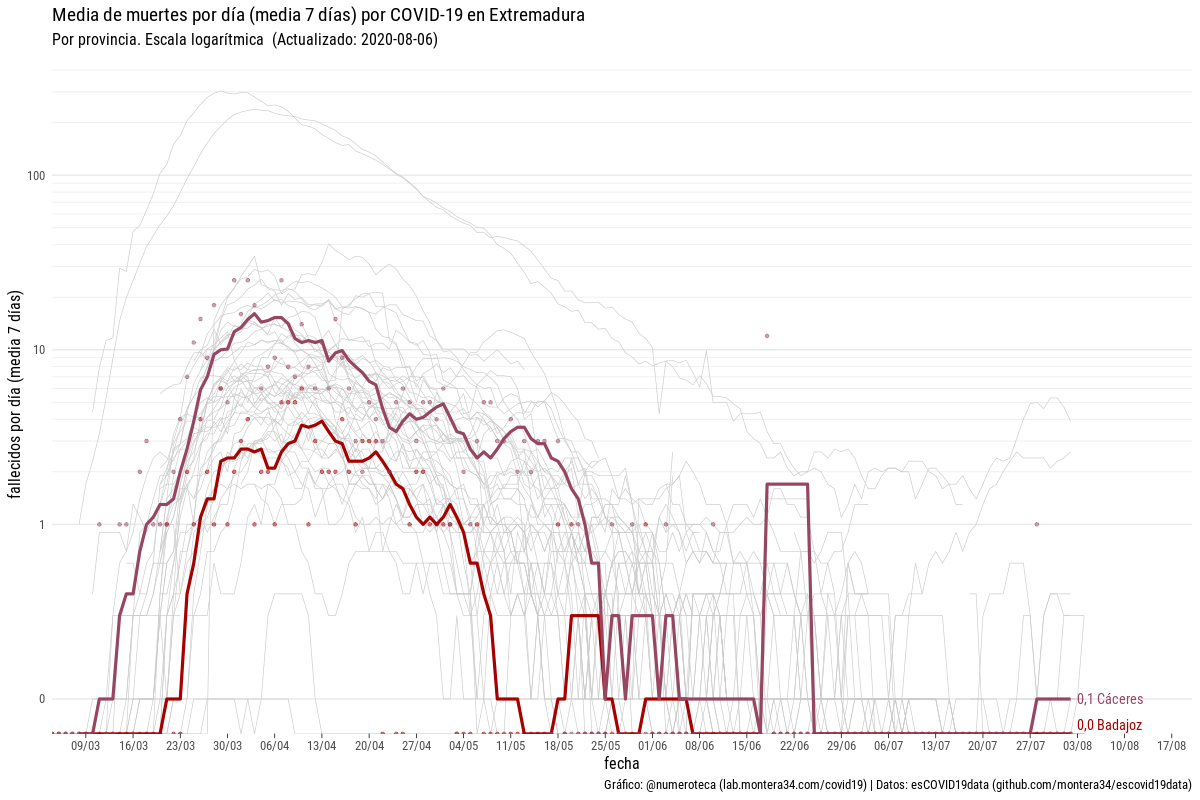 Media de muertes por día (media 7 días) por COVID-19 en Extremadura
Por provincia. Escala logarítmica (Actualizado: 2020-08-06)
fallecidos por día (media 7 días)
100
10
1
0
0,1 Cáceres
0,0 Badajoz
09/03 16/03 23/03 30/03 06/04 13/04 20/04 27/04 04/05 11/05 18/05 25/05 01/06 08/06 15/06 22/06 29/06 06/07 13/07 20/07 27/07 03/08 10/08 17/08
fecha
Gráfico: @numeroteca (lab.montera34.com/covid19) | Datos: esCOVID19data (github.com/montera34/escovid19data)